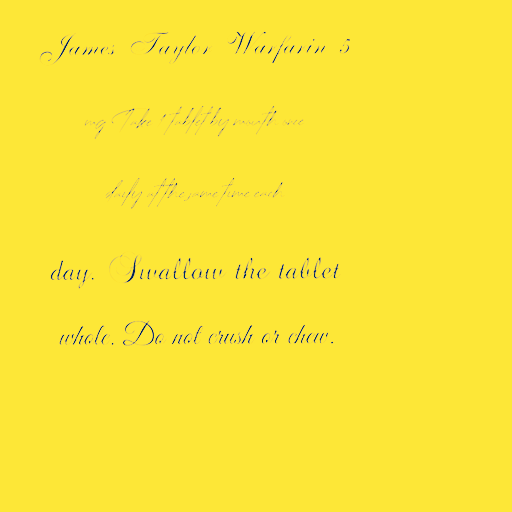 James Taylor Warfarin 5
mg Take 1 tablet by mouth once
daily at the same time each
day. Swallow the tablet
whole. Do not crush or chew.